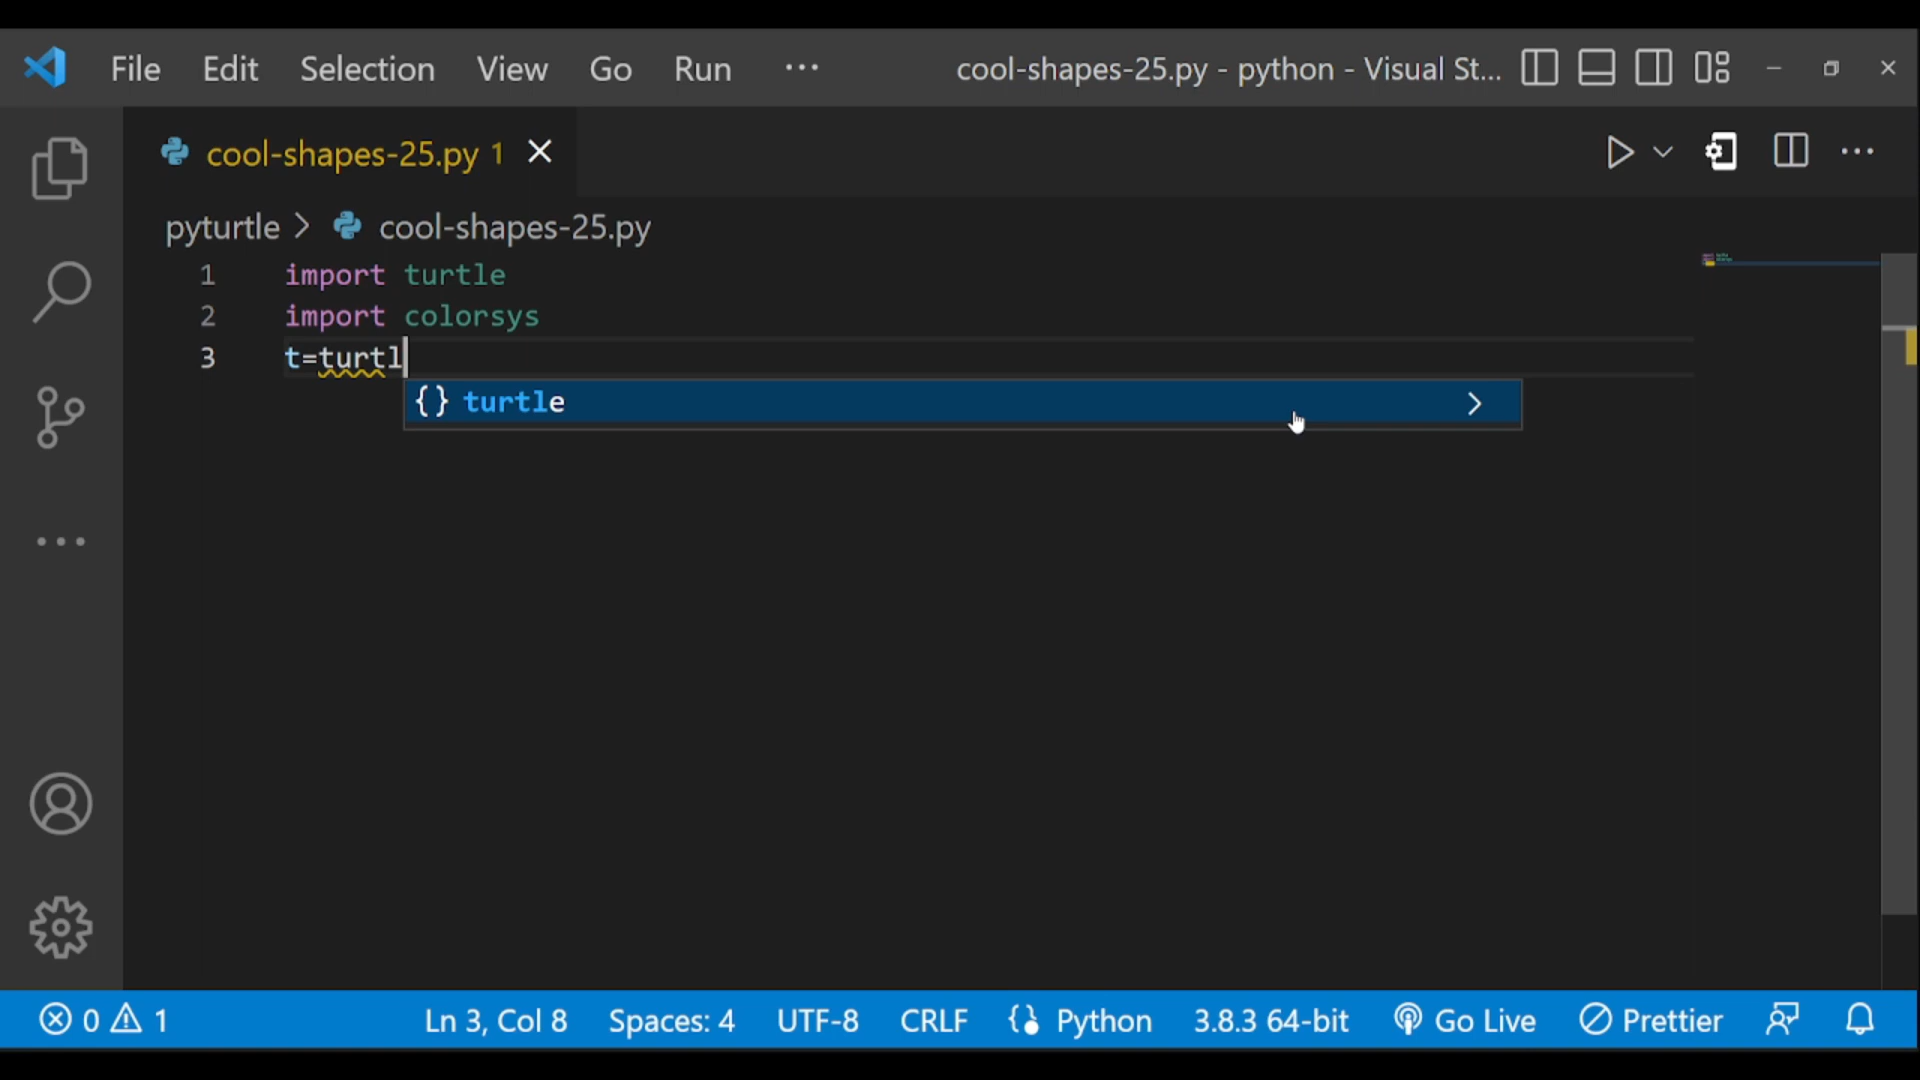 File Edit Selection View Go Run ··· cool-shapes-25.py - python - Visual St...
cool-shapes-25.py 1
pyturtle > cool-shapes-25.py
1 import turtle
2 import colorsys
3 t=turtl
{} turtle >
0 1 Ln 3, Col 8 Spaces: 4 UTF-8 CRLF Python 3.8.3 64-bit Go Live Prettier